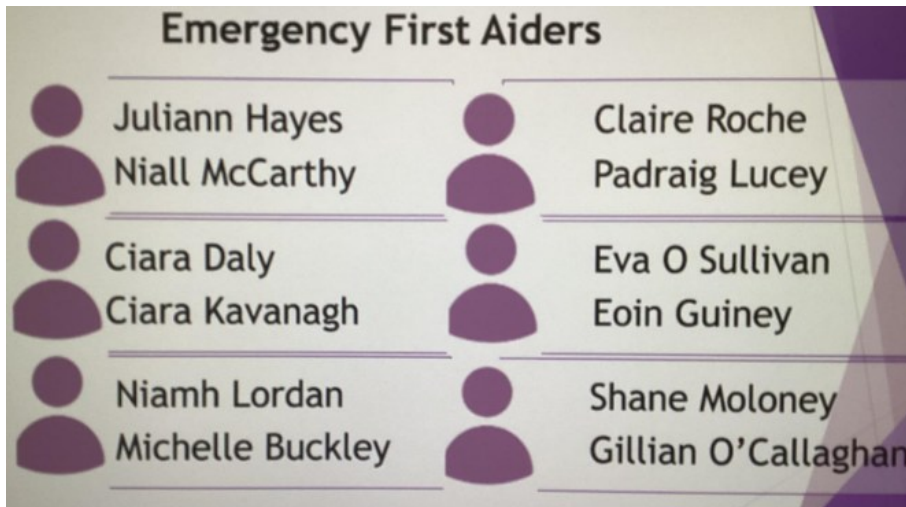 Emergency First Aiders
Juliann Hayes
Niall McCarthy
Claire Roche
Padraig Lucey
Ciara Daly
Ciara Kavanagh
Eva O Sullivan
Eoin Guiney
Niamh Lordan
Michelle Buckley
Shane Moloney
Gillian O’Callaghan